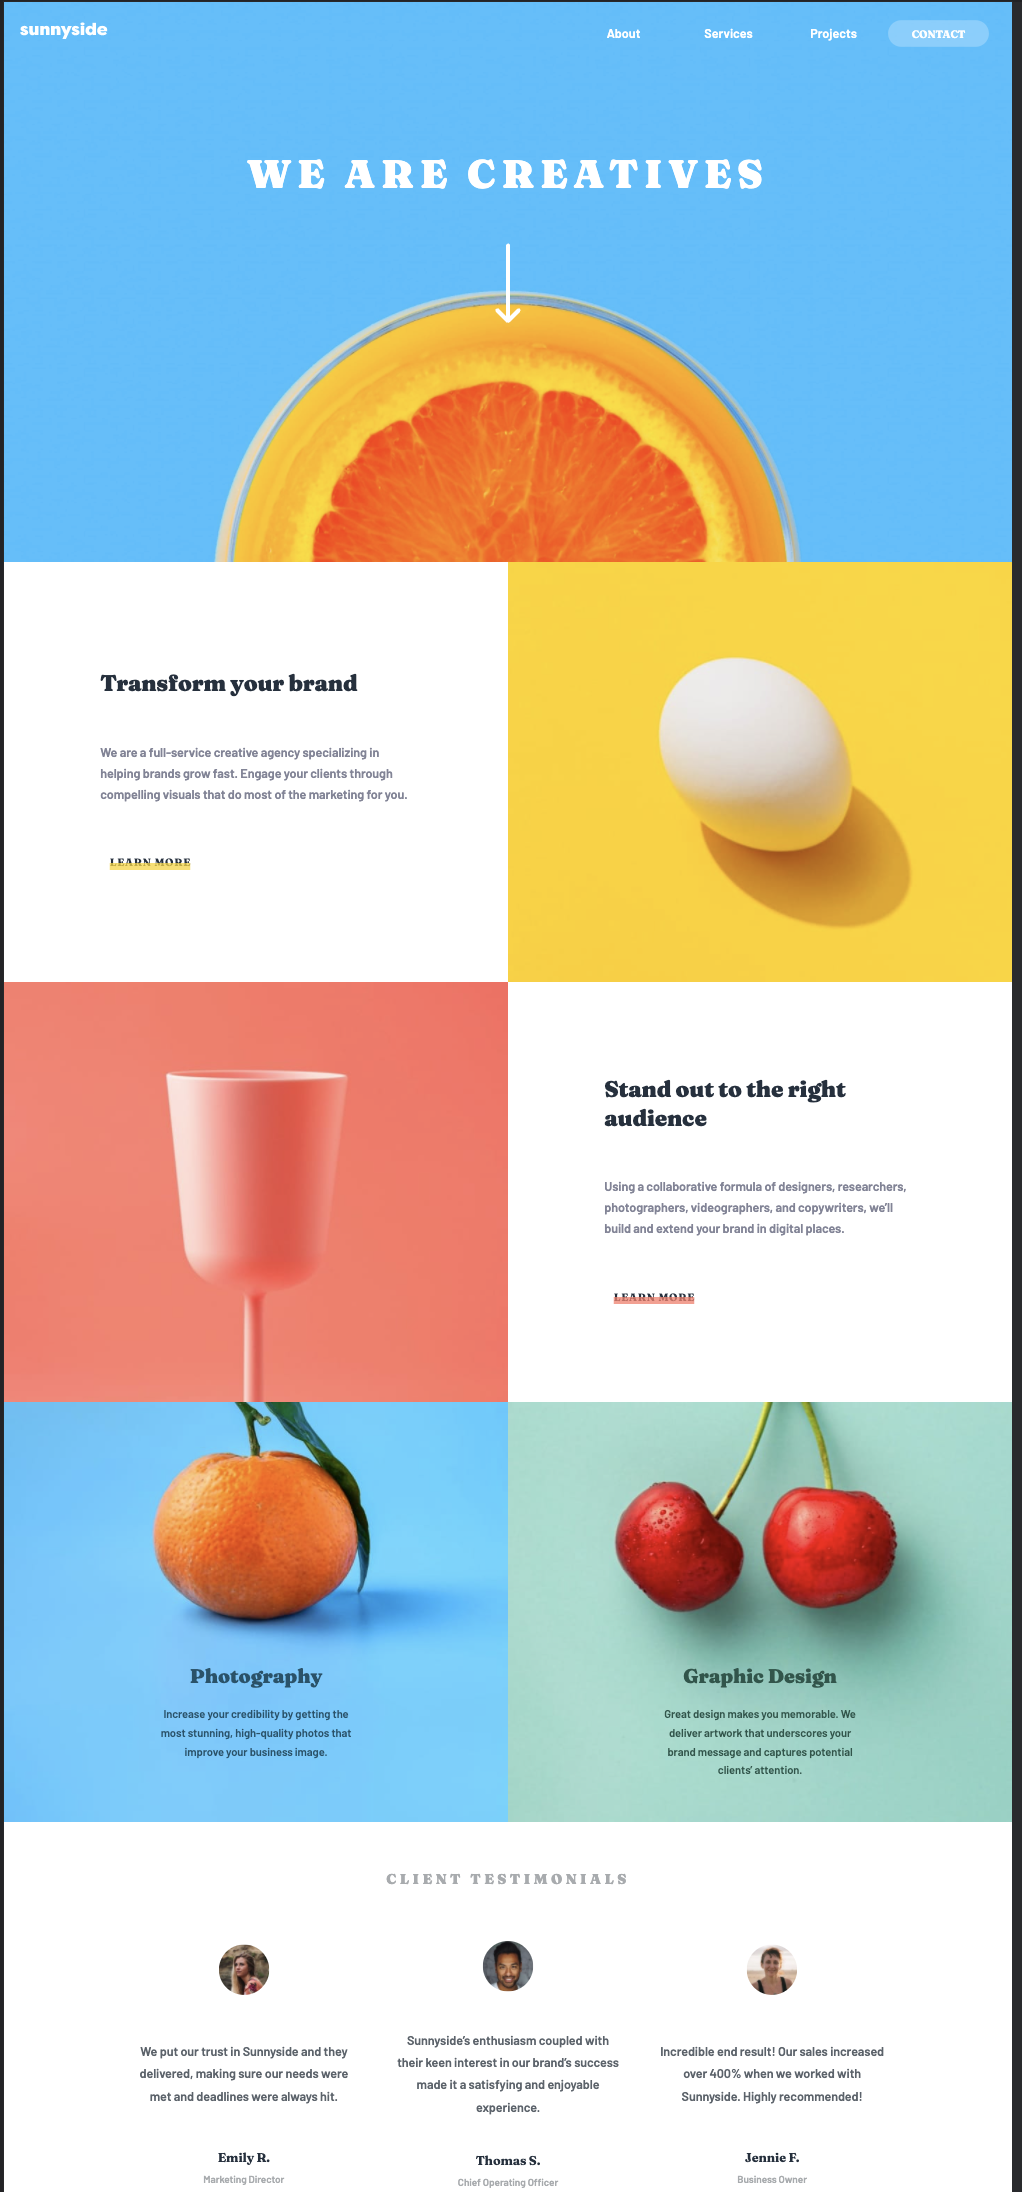 sunnyside
About
Services
Projects
CONTACT
WE ARE CREATIVES
Transform your brand
We are a full-service creative agency specializing in
helping brands grow fast. Engage your clients through
compelling visuals that do most of the marketing for you.
LEARN MORE
Stand out to the right
audience
Using a collaborative formula of designers, researchers,
photographers, videographers, and copywriters, we'll
build and extend your brand in digital places.
LEARN MORE
Photography
Increase your credibility by getting the
most stunning, high-quality photos that
improve your business image.
Graphic Design
Great design makes you memorable. We
deliver artwork that underscores your
brand message and captures potential
clients' attention.
CLIENT TESTIMONIALS
We put our trust in Sunnyside and they
delivered, making sure our needs were
met and deadlines were always hit.
Emily R.
Marketing Director
Sunnyside's enthusiasm coupled with
their keen interest in our brand's success
made it a satisfying and enjoyable
experience.
Thomas S.
Chief Operating Officer
Incredible end result! Our sales increased
over 400% when we worked with
Sunnyside. Highly recommended!
Jennie F.
Business Owner